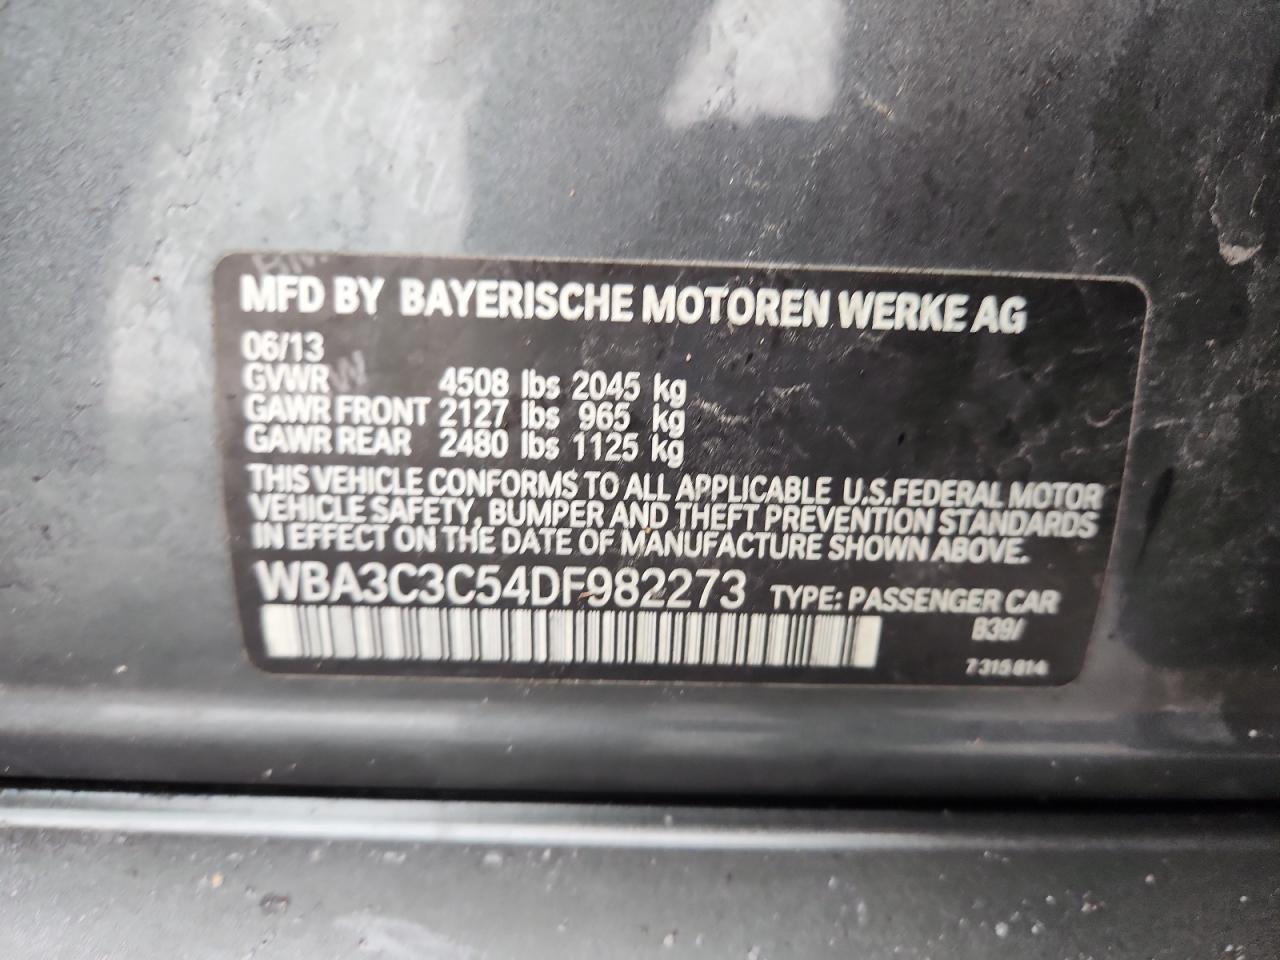 MFD BY BAYERISCHE MOTOREN WERKE AG
06/13
GVWR 4508 lbs 2045 kg
GAWR FRONT 2127 lbs 965 kg
GAWR REAR 2480 lbs 1125 kg
THIS VEHICLE CONFORMS TO ALL APPLICABLE U.S.FEDERAL MOTOR
VEHICLE SAFETY, BUMPER AND THEFT PREVENTION STANDARDS
IN EFFECT ON THE DATE OF MANUFACTURE SHOWN ABOVE.
WBA3C3C54DF982273 TYPE: PASSENGER CAR
B39/
7 315 814